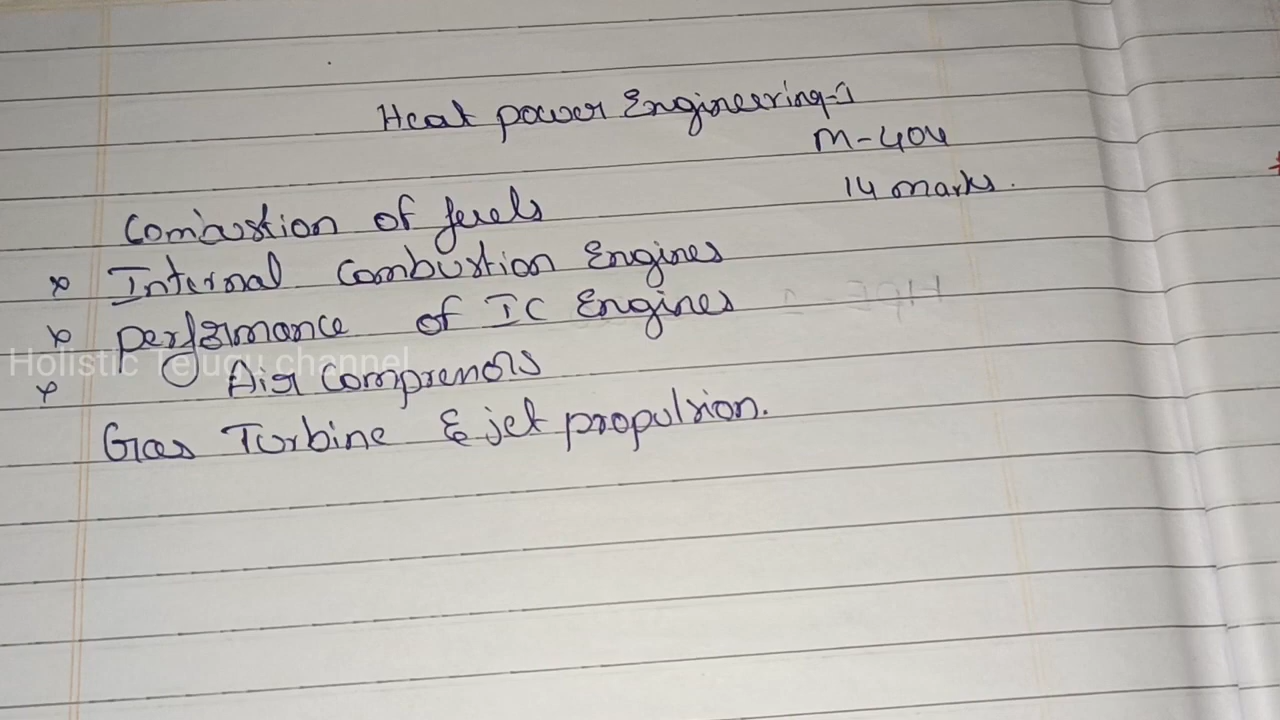 Heat power Engineering-I
M-404
14 marks.
Combustion of fuels
* Internal Combustion Engines
* performance of IC Engines
* Air Compressors
Gas Turbine & jet propulsion.
Holistic Telugu channel